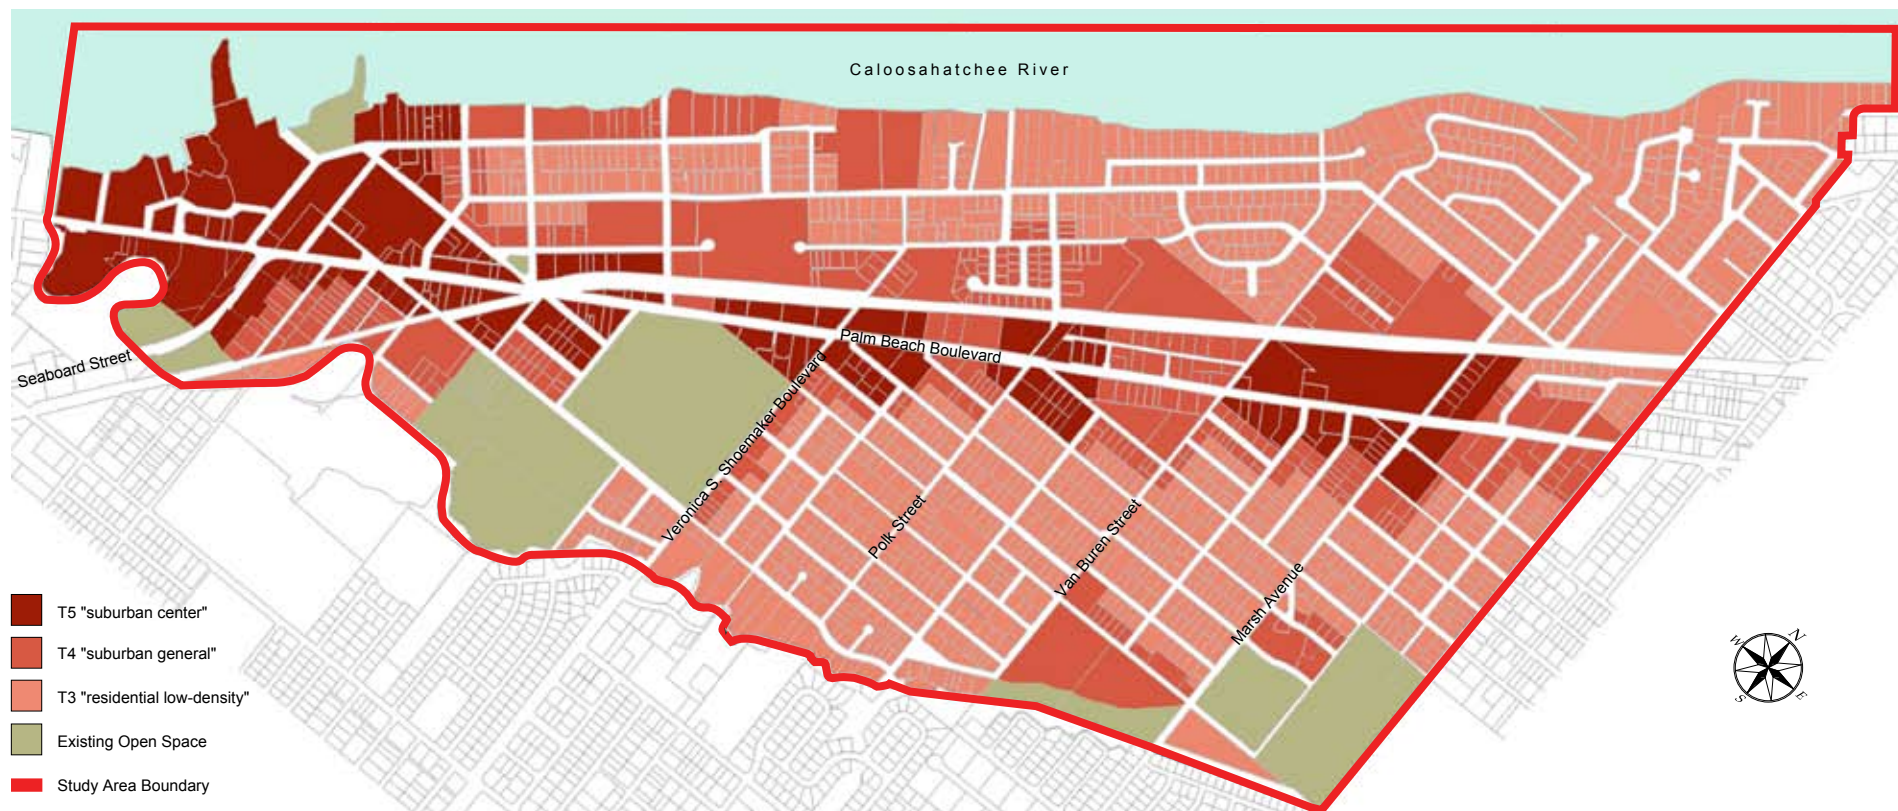 Caloosahatchee River
Palm Beach Boulevard
Seaboard Street
Veronica S. Shoemaker Boulevard
Polk Street
Van Buren Street
Marsh Avenue
T5 "suburban center"
T4 "suburban general"
T3 "residential low-density"
Existing Open Space
Study Area Boundary
W
N
S
E